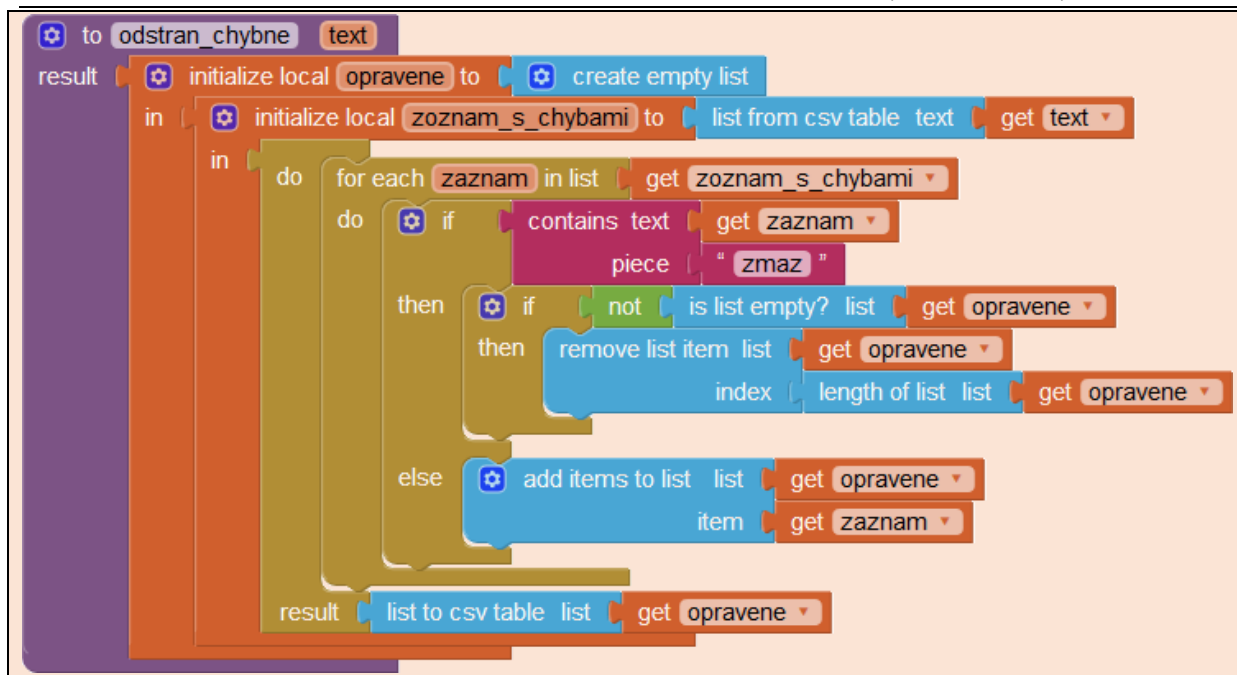 to odstran_chybne text
result initialize local opravene to create empty list
in initialize local zoznam_s_chybami to list from csv table text get text
in do for each zaznam in list get zoznam_s_chybami
do if contains text get zaznam
piece " zmaz "
then if not is list empty? list get opravene
then remove list item list get opravene
index length of list list get opravene
else add items to list list get opravene
item get zaznam
result list to csv table list get opravene